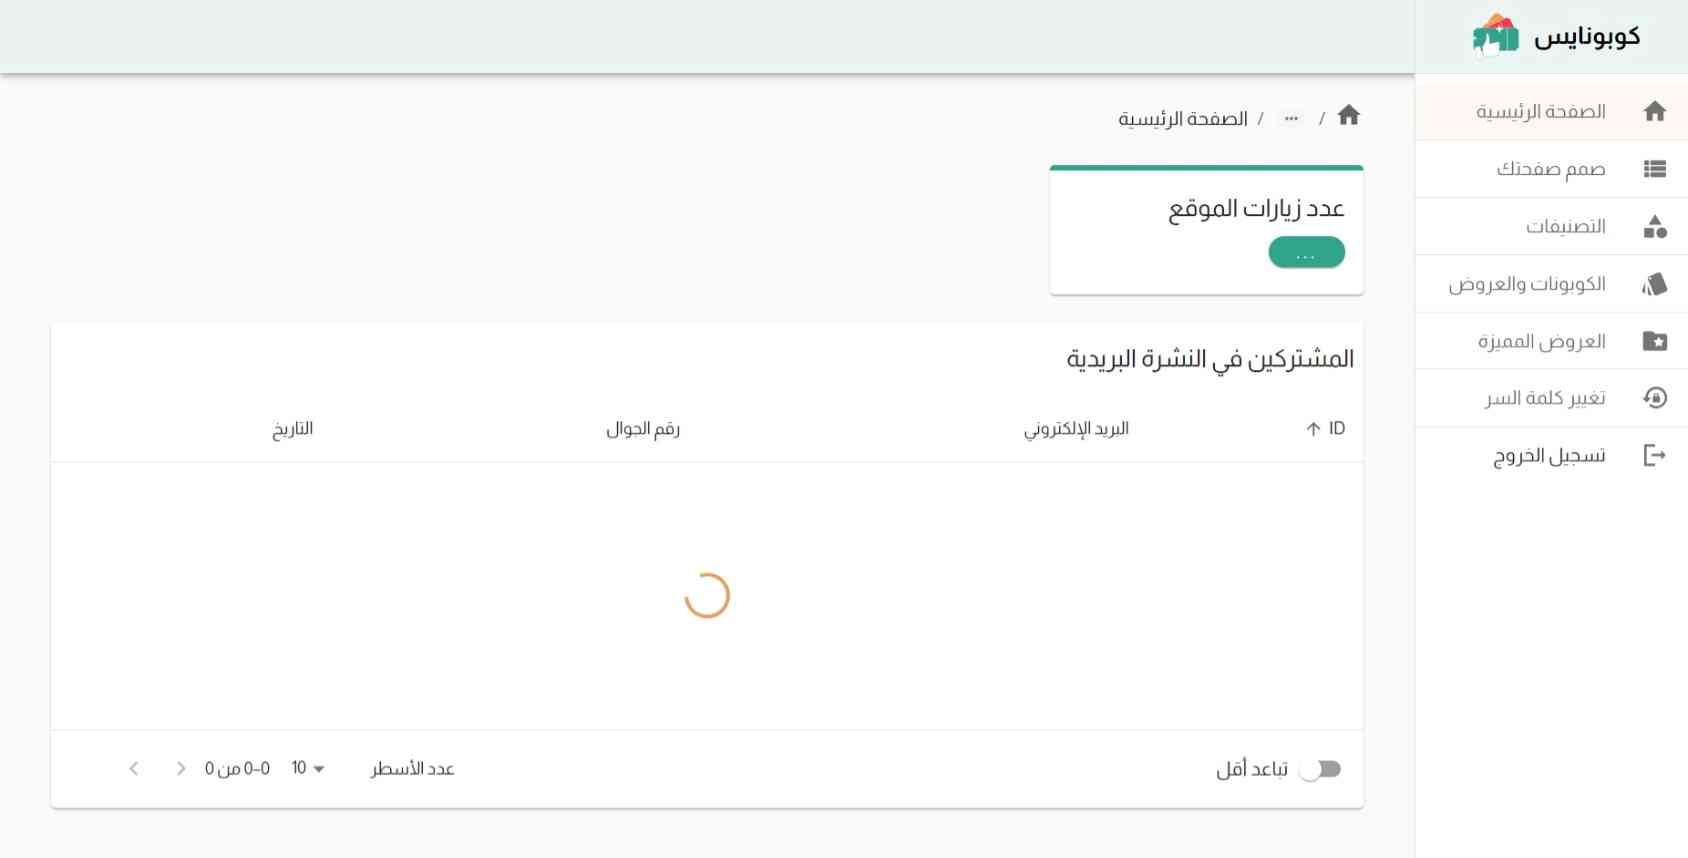 كوبونايس
الصفحة الرئيسية
صمم صفحتك
التصنيفات
الكوبونات والعروض
العروض المميزة
تغيير كلمة السر
تسجيل الخروج
/ ... / الصفحة الرئيسية
عدد زيارات الموقع
...
المشتركين في النشرة البريدية
ID البريد الإلكتروني رقم الجوال التاريخ
تباعد أقل عدد الأسطر 10 0–0 من 0